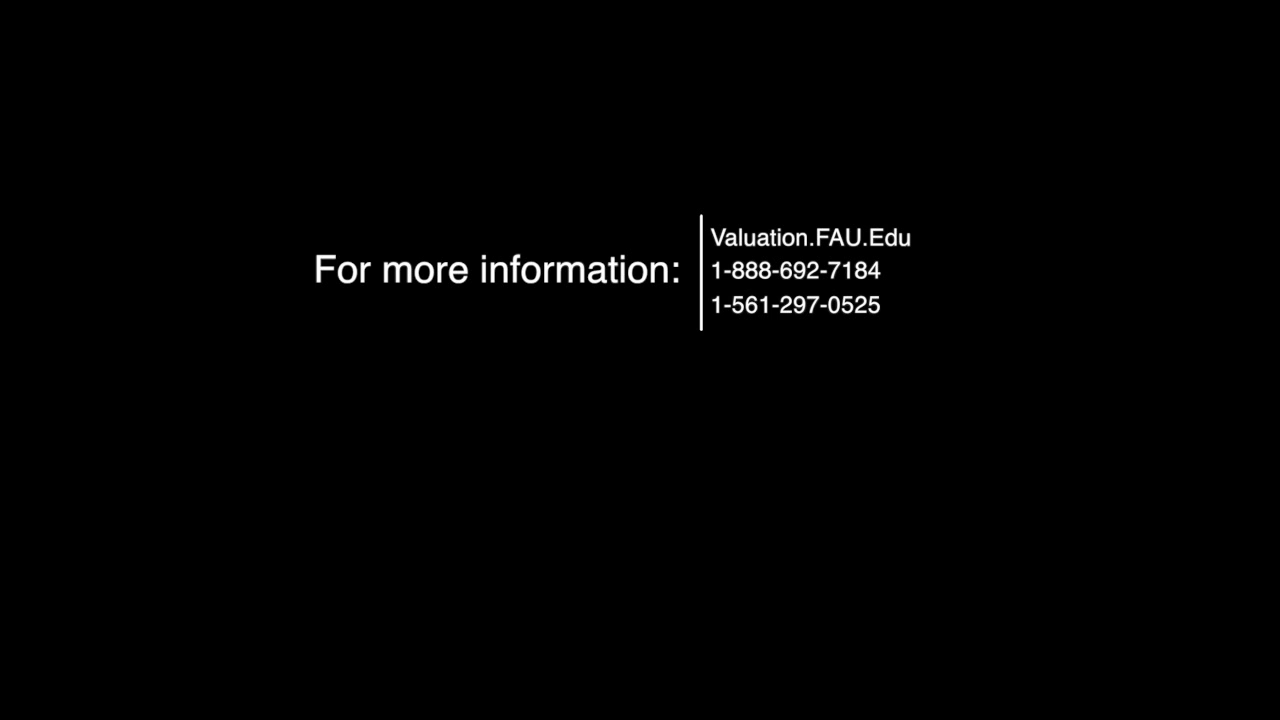 For more information:
Valuation.FAU.Edu
1-888-692-7184
1-561-297-0525